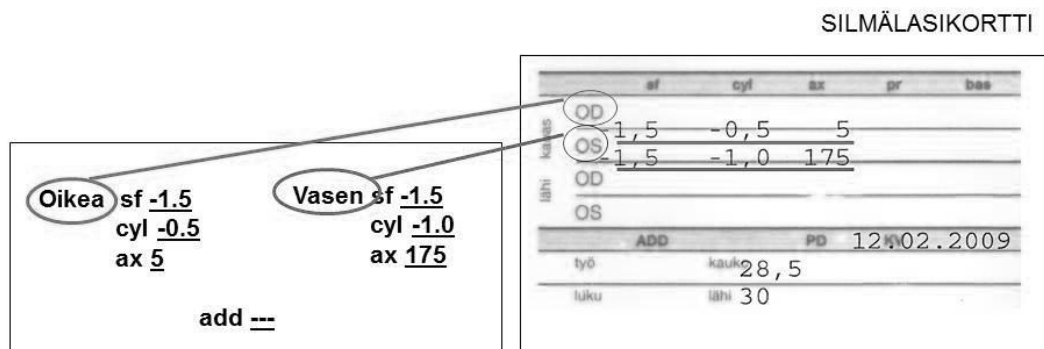 SILMÄLASIKORTTI
sf cyl ax pr bas
kaukas
OD
-1,5 -0,5 5
OS
-1,5 -1,0 175
lähi
OD
OS
ADD PD 12.02.2009
työ kauko 28,5
luku lähi 30
Oikea sf -1.5
cyl -0.5
ax 5
Vasen sf -1.5
cyl -1.0
ax 175
add ---